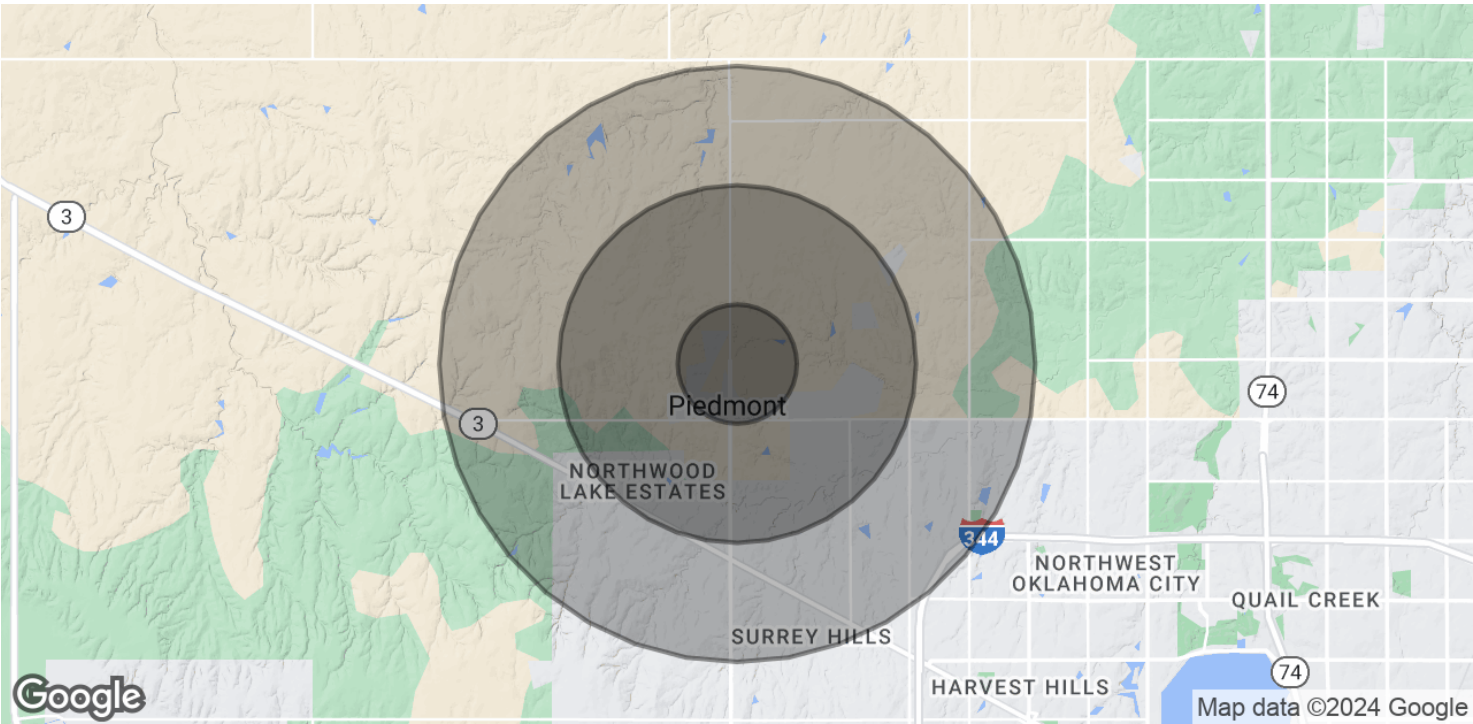 3
74
3
Piedmont
NORTHWOOD
LAKE ESTATES
344
NORTHWEST
OKLAHOMA CITY
QUAIL CREEK
SURREY HILLS
74
HARVEST HILLS
Google
Map data ©2024 Google